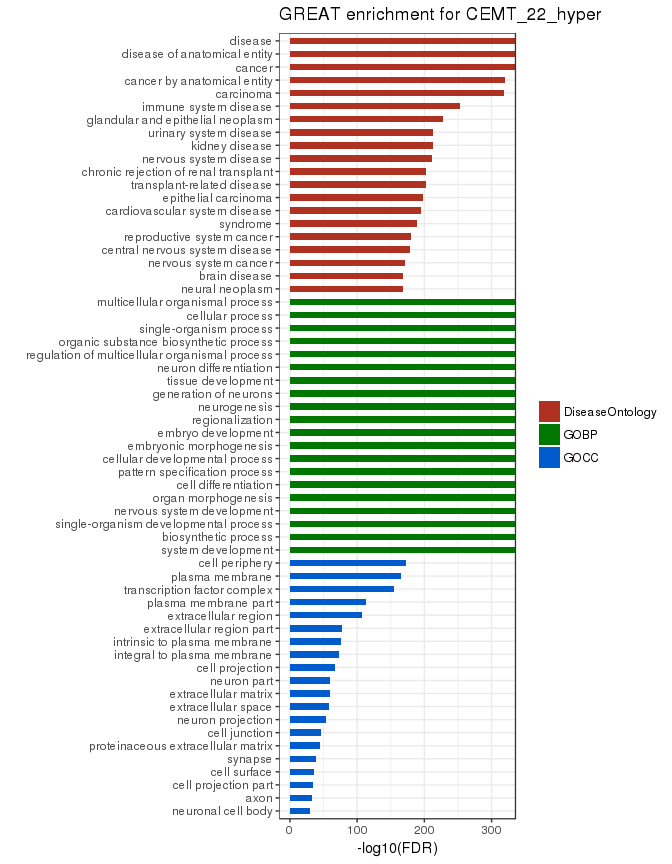 GREAT enrichment for CEMT_22_hyper
disease
disease of anatomical entity
cancer
cancer by anatomical entity
carcinoma
immune system disease
glandular and epithelial neoplasm
urinary system disease
kidney disease
nervous system disease
chronic rejection of renal transplant
transplant-related disease
epithelial carcinoma
cardiovascular system disease
syndrome
reproductive system cancer
central nervous system disease
nervous system cancer
brain disease
neural neoplasm
multicellular organismal process
cellular process
single-organism process
organic substance biosynthetic process
regulation of multicellular organismal process
neuron differentiation
tissue development
generation of neurons
neurogenesis
regionalization
embryo development
embryonic morphogenesis
cellular developmental process
pattern specification process
cell differentiation
organ morphogenesis
nervous system development
single-organism developmental process
biosynthetic process
system development
cell periphery
plasma membrane
transcription factor complex
plasma membrane part
extracellular region
extracellular region part
intrinsic to plasma membrane
integral to plasma membrane
cell projection
neuron part
extracellular matrix
extracellular space
neuron projection
cell junction
proteinaceous extracellular matrix
synapse
cell surface
cell projection part
axon
neuronal cell body
0 100 200 300
-log10(FDR)
DiseaseOntology
GOBP
GOCC